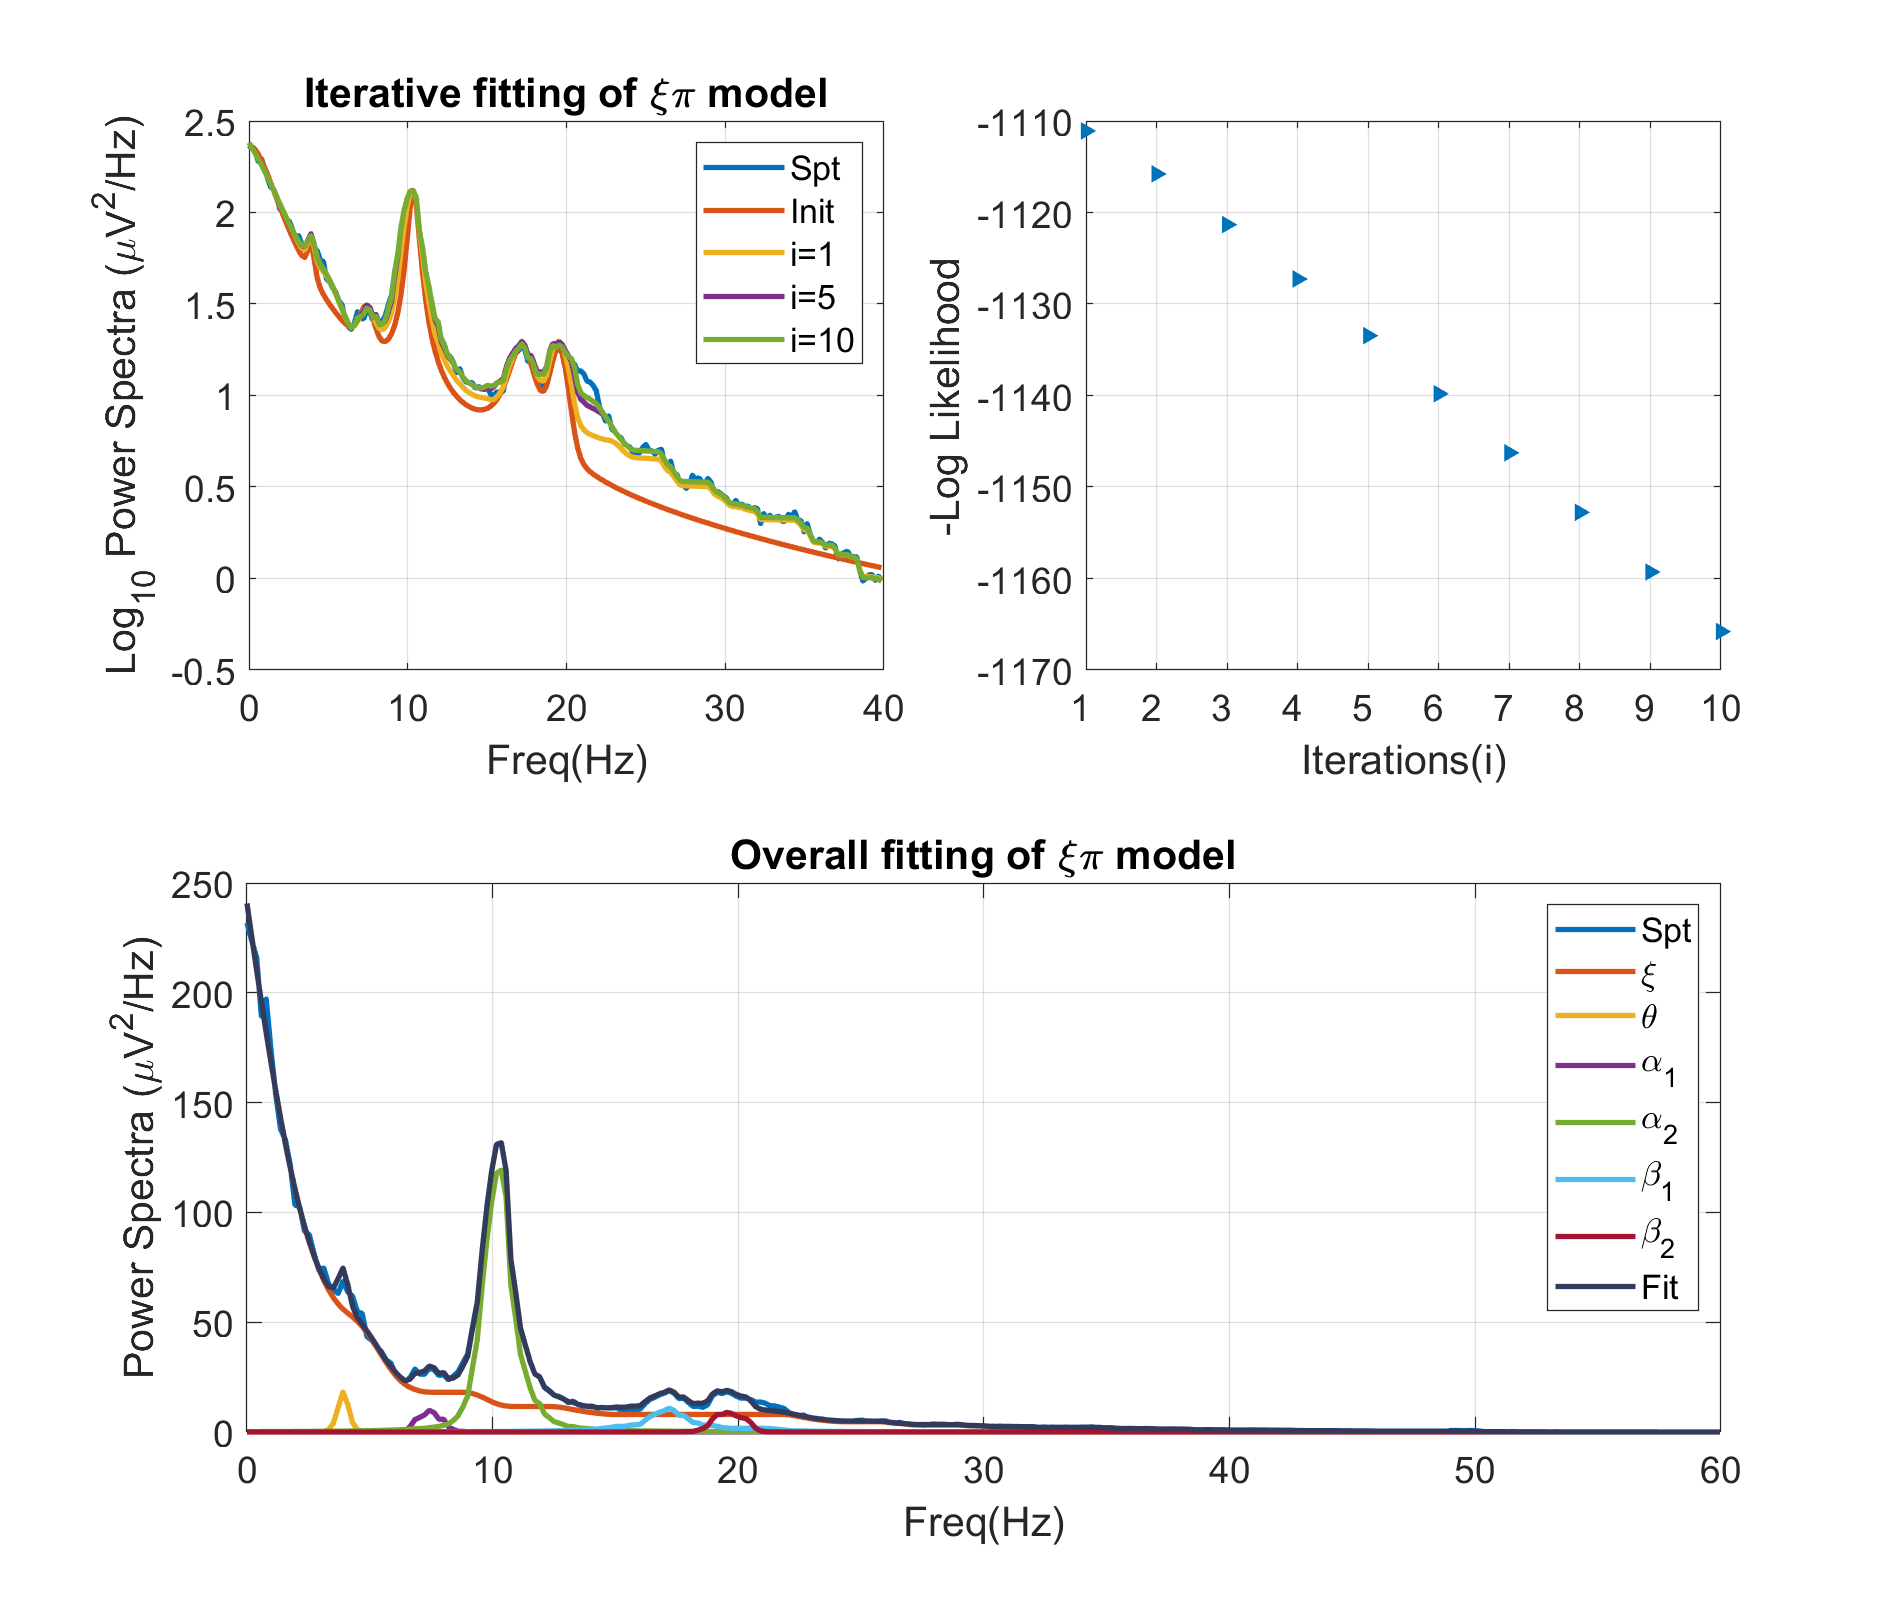 Iterative fitting of ξπ model
Log10 Power Spectra (μV2/Hz)
2.5
2
1.5
1
0.5
0
-0.5
0 10 20 30 40
Freq(Hz)
Spt
Init
i=1
i=5
i=10
-Log Likelihood
-1110
-1120
-1130
-1140
-1150
-1160
-1170
1 2 3 4 5 6 7 8 9 10
Iterations(i)
Overall fitting of ξπ model
Power Spectra (μV2/Hz)
250
200
150
100
50
0
0 10 20 30 40 50 60
Freq(Hz)
Spt
ξ
θ
α1
α2
β1
β2
Fit